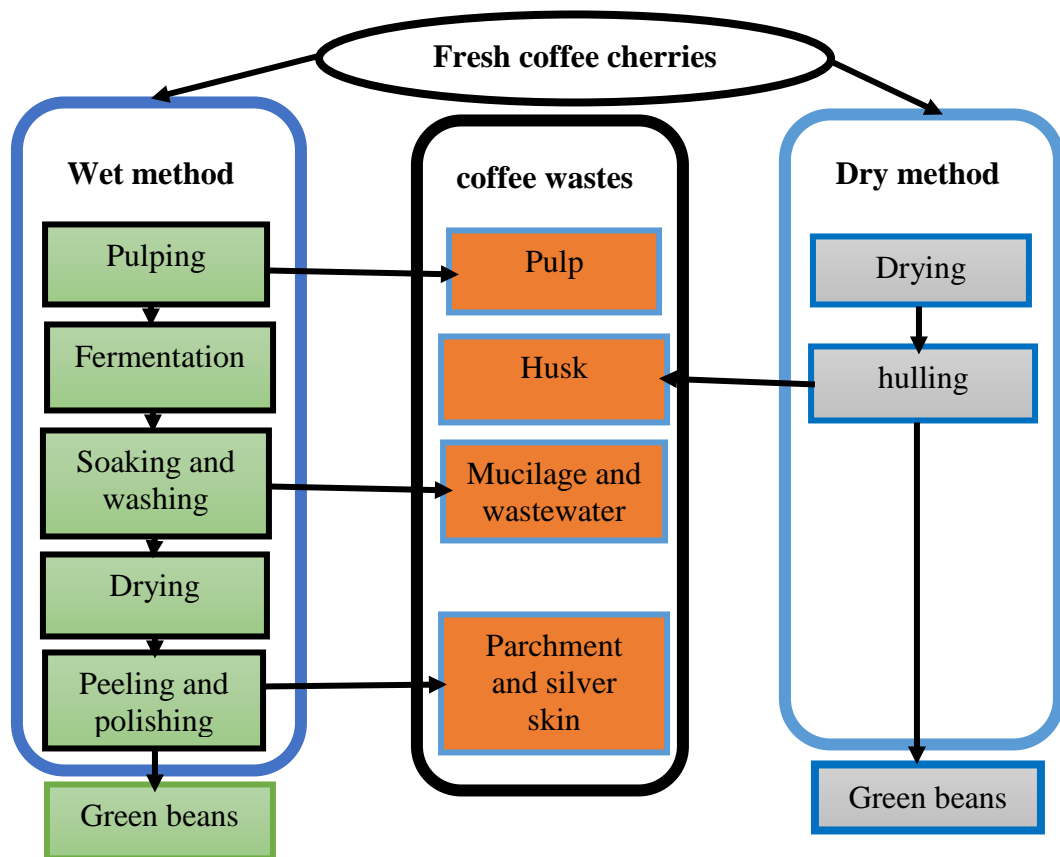 Fresh coffee cherries
Wet method
Pulping
Fermentation
Soaking and
washing
Drying
Peeling and
polishing
Green beans
coffee wastes
Pulp
Husk
Mucilage and
wastewater
Parchment
and silver
skin
Dry method
Drying
hulling
Green beans